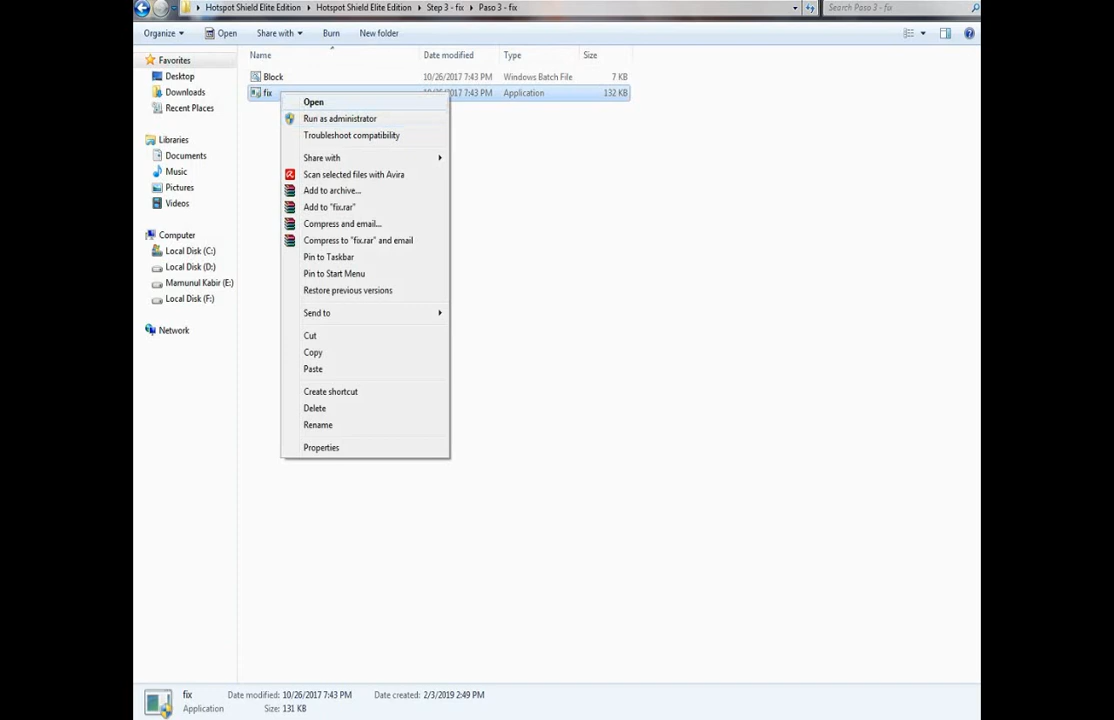 Hotspot Shield Elite Edition Hotspot Shield Elite Edition Step 3 - fix Paso 3 - fix Search Paso 3 - fix
Organize Open Share with Burn New folder
Name Date modified Type Size
Favorites
Desktop
Downloads
Recent Places
Libraries
Documents
Music
Pictures
Videos
Computer
Local Disk (C:)
Local Disk (D:)
Mamunul Kabir (E:)
Local Disk (F:)
Network
Block 10/26/2017 7:43 PM Windows Batch File 7 KB
fix 10/26/2017 7:43 PM Application 132 KB
Open
Run as administrator
Troubleshoot compatibility
Share with
Scan selected files with Avira
Add to archive...
Add to "fix.rar"
Compress and email...
Compress to "fix.rar" and email
Pin to Taskbar
Pin to Start Menu
Restore previous versions
Send to
Cut
Copy
Paste
Create shortcut
Delete
Rename
Properties
fix Date modified: 10/26/2017 7:43 PM Date created: 2/3/2019 2:49 PM
Application Size: 131 KB